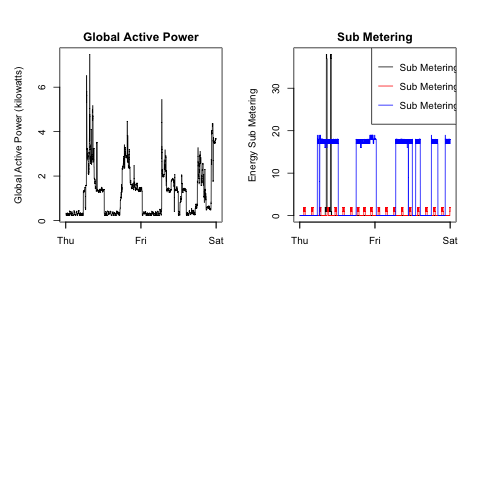 Global Active Power
Global Active Power (kilowatts)
6
4
2
0
Thu
Fri
Sat
Sub Metering
Energy Sub Metering
30
20
10
0
Thu
Fri
Sat
Sub Metering
Sub Metering
Sub Metering